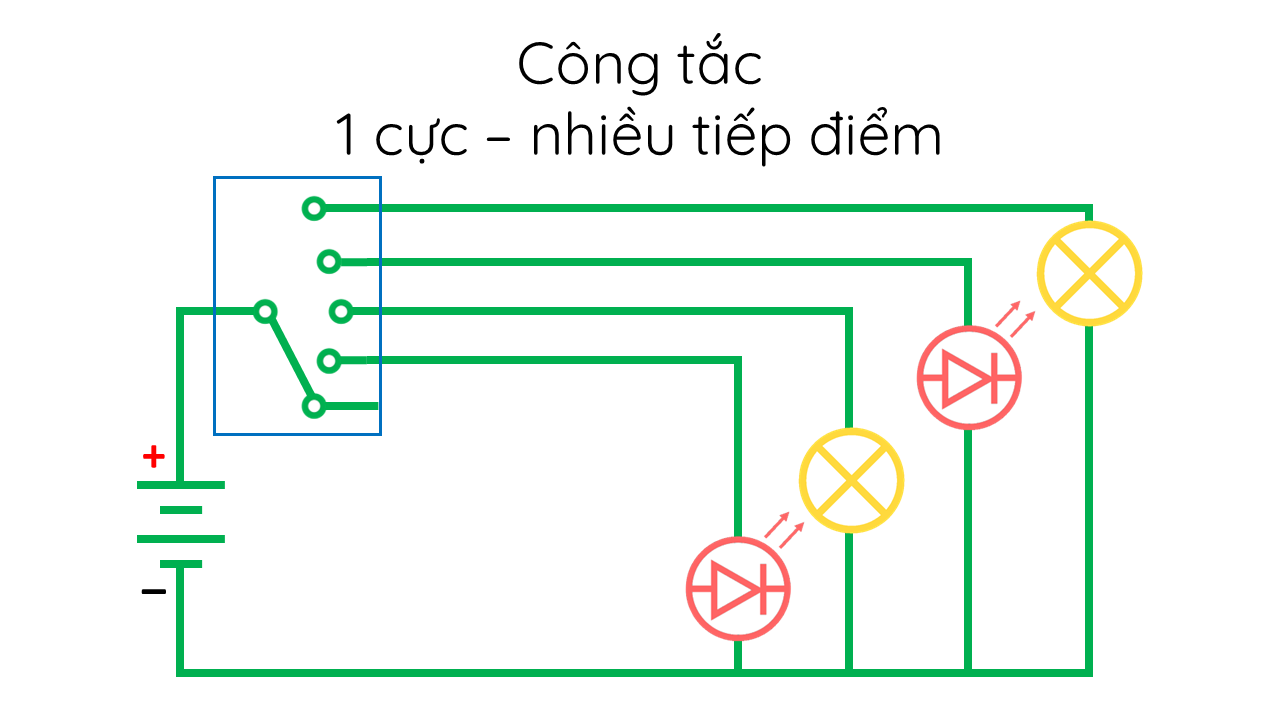 Công tắc
1 cực – nhiều tiếp điểm
+
–